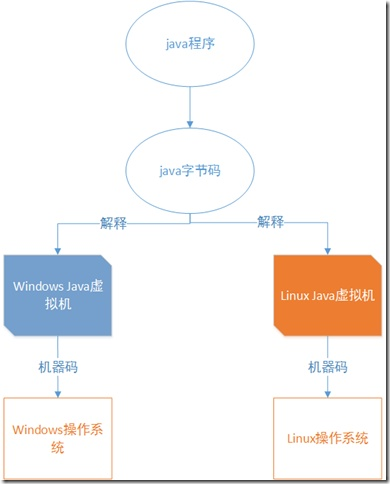 java程序
java字节码
解释
解释
Windows Java虚
拟机
Linux Java虚拟机
机器码
机器码
Windows操作系
统
Linux操作系统